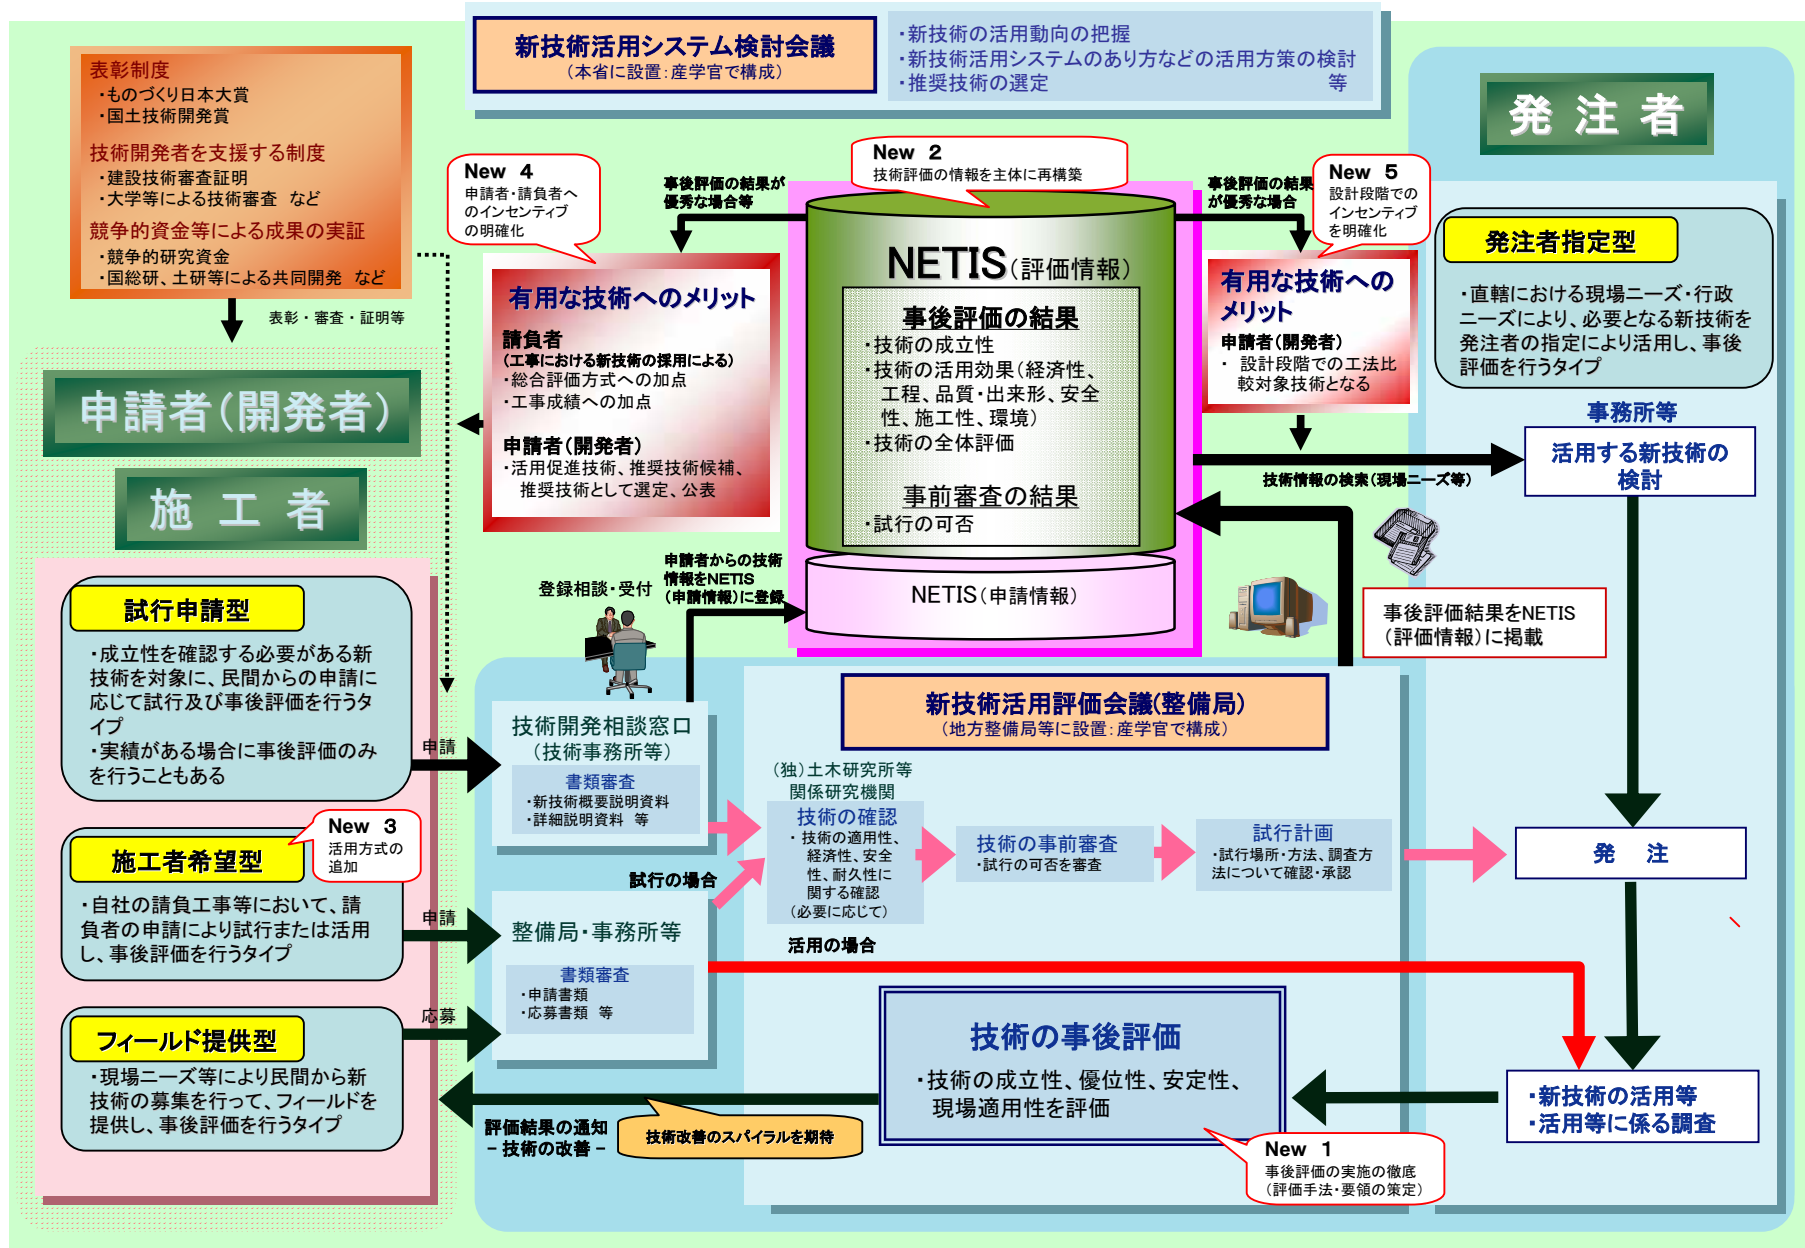 新技術活用システム検討会議
（本省に設置：産学官で構成）
・新技術の活用動向の把握
・新技術活用システムのあり方などの活用方策の検討
・推奨技術の選定　等
表彰制度
・ものづくり日本大賞
・国土技術開発賞
技術開発者を支援する制度
・建設技術審査証明
・大学等による技術審査　など
競争的資金等による成果の実証
・競争的研究資金
・国総研、土研等による共同開発　など
表彰・審査・証明等
申請者（開発者）
施工者
New 4
申請者・請負者へ
のインセンティブ
の明確化
事後評価の結果が
優秀な場合等
New 2
技術評価の情報を主体に再構築
事後評価の結果
が優秀な場合
New 5
設計段階での
インセンティブ
を明確化
発注者
有用な技術へのメリット
請負者
（工事における新技術の採用による）
・総合評価方式への加点
・工事成績への加点
申請者（開発者）
・活用促進技術、推奨技術候補、
推奨技術として選定、公表
NETIS（評価情報）
事後評価の結果
・技術の成立性
・技術の活用効果（経済性、
工程、品質・出来形、安全
性、施工性、環境）
・技術の全体評価
事前審査の結果
・試行の可否
NETIS（申請情報）
有用な技術への
メリット
申請者（開発者）
・ 設計段階での工法比
較対象技術となる
発注者指定型
・直轄における現場ニーズ・行政
ニーズにより、必要となる新技術を
発注者の指定により活用し、事後
評価を行うタイプ
事務所等
活用する新技術の
検討
技術情報の検索（現場ニーズ等）
登録相談・受付
申請者からの技術
情報をNETIS
（申請情報）に登録
事後評価結果をNETIS
（評価情報）に掲載
試行申請型
・成立性を確認する必要がある新
技術を対象に、民間からの申請に
応じて試行及び事後評価を行うタ
イプ
・実績がある場合に事後評価のみ
を行うこともある
申請
施工者希望型
New 3
活用方式の
追加
・自社の請負工事等において、請
負者の申請により試行または活用
し、事後評価を行うタイプ
申請
フィールド提供型
・現場ニーズ等により民間から新
技術の募集を行って、フィールドを
提供し、事後評価を行うタイプ
応募
技術開発相談窓口
（技術事務所等）
書類審査
・新技術概要説明資料
・詳細説明資料　等
試行の場合
整備局・事務所等
書類審査
・申請書類
・応募書類　等
新技術活用評価会議(整備局）
（地方整備局等に設置：産学官で構成）
（独）土木研究所等
関係研究機関
技術の確認
・ 技術の適用性、
経済性、安全
性、耐久性に
関する確認
（必要に応じて）
技術の事前審査
・試行の可否を審査
試行計画
・試行場所・方法、調査方
法について確認・承認
発　注
活用の場合
技術の事後評価
・技術の成立性、優位性、安定性、
現場適用性を評価
・新技術の活用等
・活用等に係る調査
New 1
事後評価の実施の徹底
（評価手法・要領の策定）
評価結果の通知
－ 技術の改善 －
技術改善のスパイラルを期待